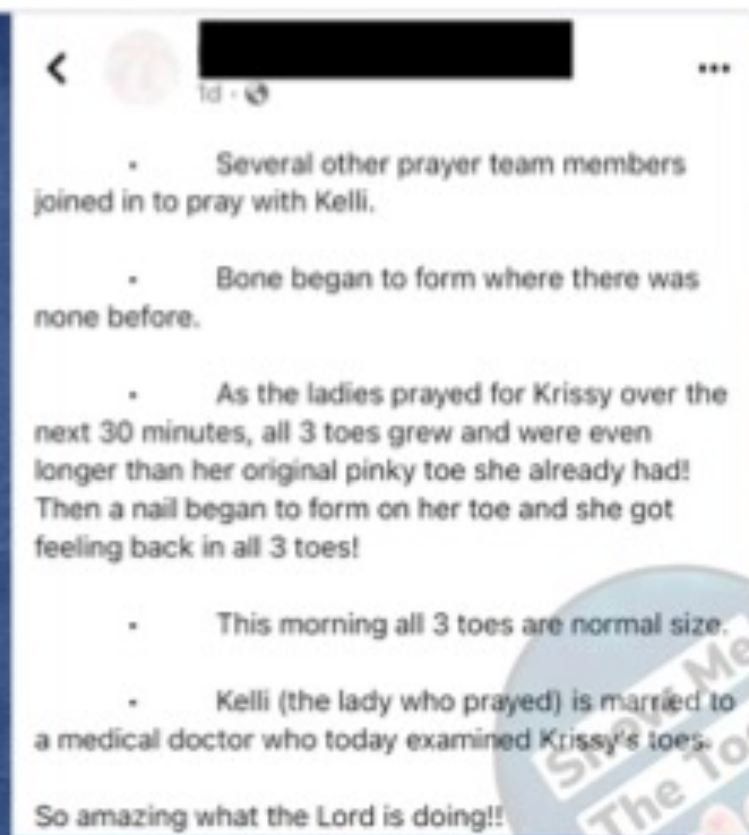 1d ·
· Several other prayer team members
joined in to pray with Kelli.
· Bone began to form where there was
none before.
· As the ladies prayed for Krissy over the
next 30 minutes, all 3 toes grew and were even
longer than her original pinky toe she already had!
Then a nail began to form on her toe and she got
feeling back in all 3 toes!
· This morning all 3 toes are normal size.
· Kelli (the lady who prayed) is married to
a medical doctor who today examined Krissy's toes.
So amazing what the Lord is doing!!
Show Me
The